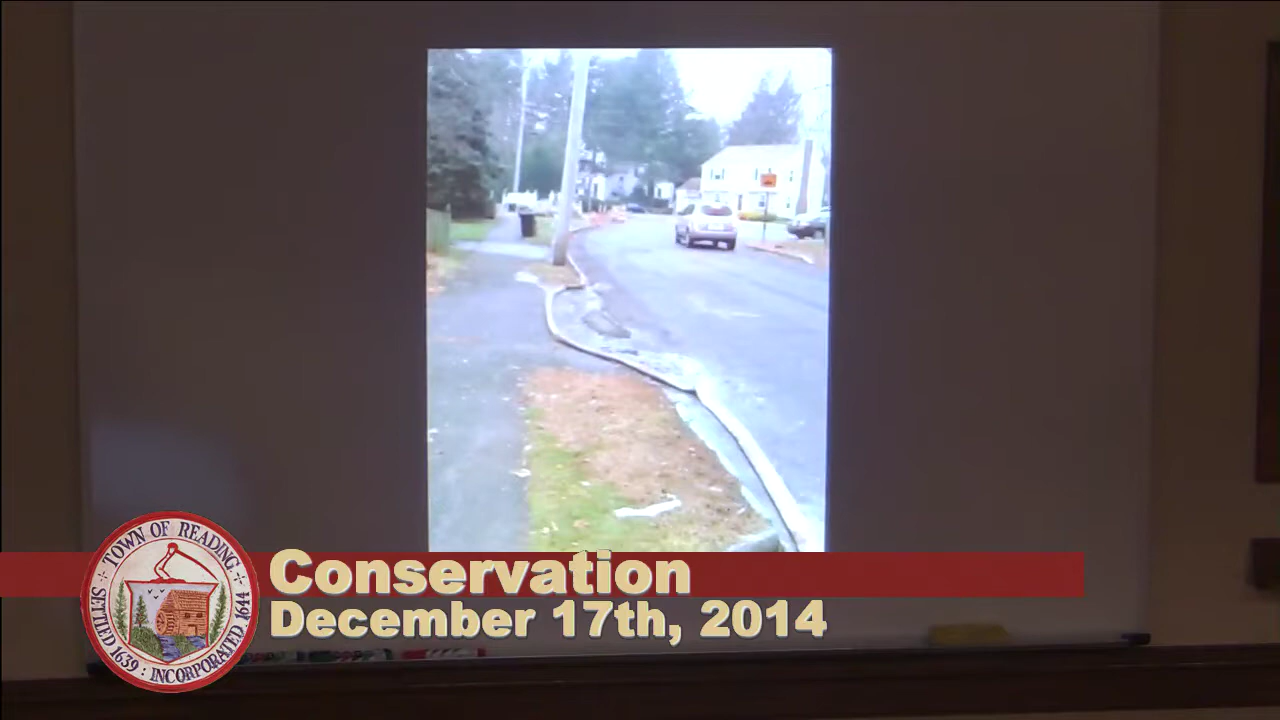 TOWN OF READING
SETTLED 1639 : INCORPORATED 1644
Conservation
December 17th, 2014